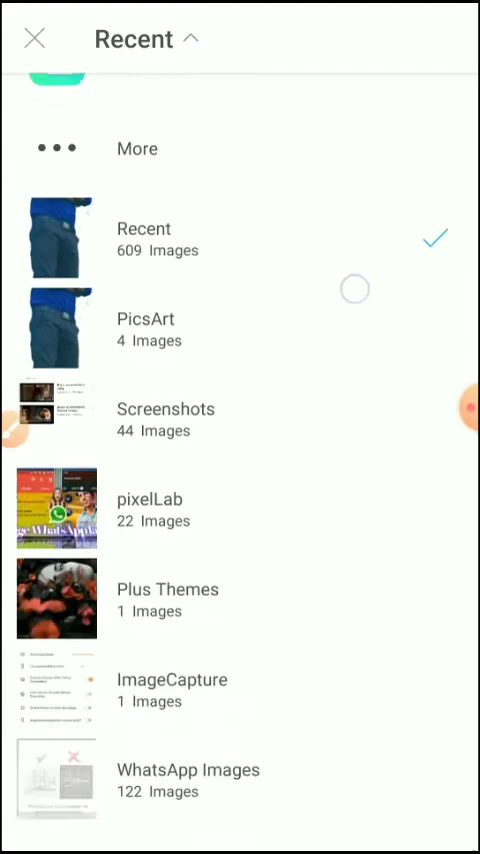 Recent
More
Recent
609 Images
PicsArt
4 Images
Screenshots
44 Images
pixelLab
22 Images
Plus Themes
1 Images
ImageCapture
1 Images
WhatsApp Images
122 Images